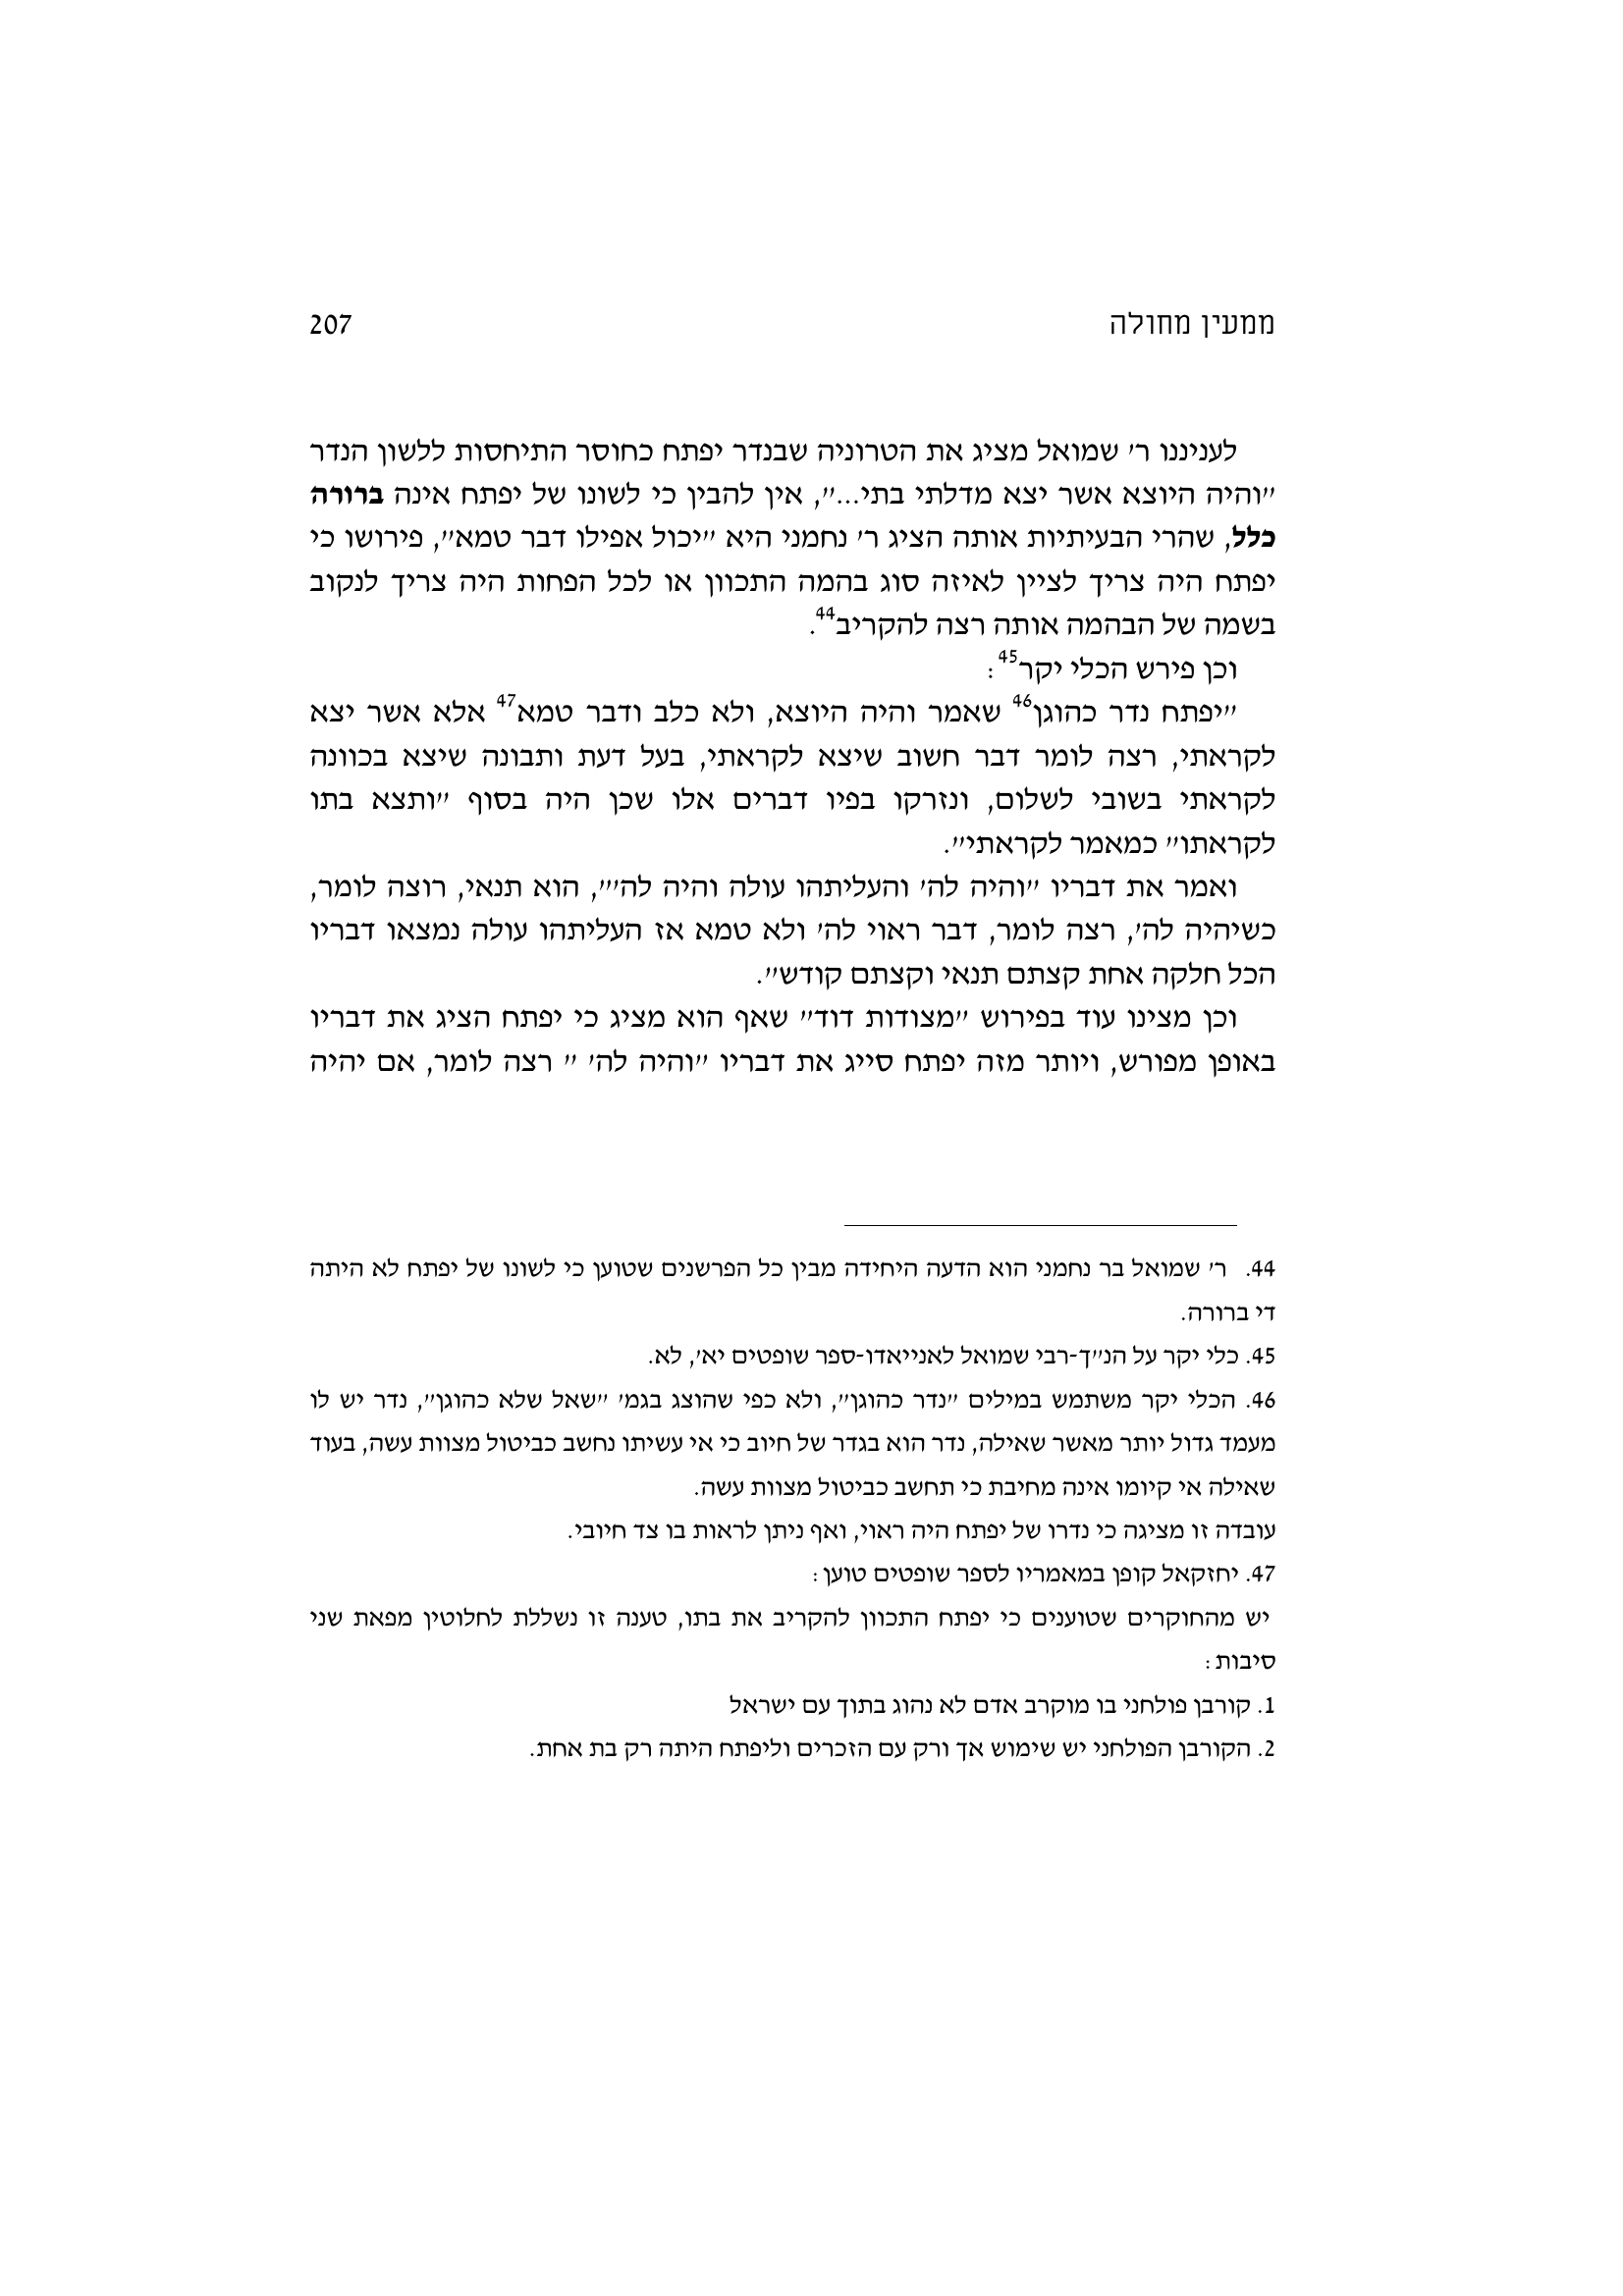 ממעין מחולה 207
לעניננו ר' שמואל מציג את הטרוניה שבנדר יפתח כחוסר התיחסות ללשון הנדר
"והיה היוצא אשר יצא מדלתי בתי...", אין להבין כי לשונו של יפתח אינה ברורה
כלל, שהרי הבעיתיות אותה הציג ר' נחמני היא "יכול אפילו דבר טמא", פירושו כי
יפתח היה צריך לציין לאיזה סוג בהמה התכוון או לכל הפחות היה צריך לנקוב
בשמה של הבהמה אותה רצה להקריב44.
וכן פירש הכלי יקר45:
"יפתח נדר כהוגן46 שאמר והיה היוצא, ולא כלב ודבר טמא47 אלא אשר יצא
לקראתי, רצה לומר דבר חשוב שיצא לקראתי, בעל דעת ותבונה שיצא בכוונה
לקראתי בשובי לשלום, ונזרקו בפיו דברים אלו שכן היה בסוף "ותצא בתו
לקראתו" כמאמר לקראתי".
ואמר את דבריו "והיה לה' והעליתהו עולה והיה לה'", הוא תנאי, רוצה לומר,
כשיהיה לה', רצה לומר, דבר ראוי לה' ולא טמא אז העליתהו עולה נמצאו דבריו
הכל חלקה אחת קצתם תנאי וקצתם קודש".
וכן מצינו עוד בפירוש "מצודות דוד" שאף הוא מציג כי יפתח הציג את דבריו
באופן מפורש, ויותר מזה יפתח סייג את דבריו "והיה לה' " רצה לומר, אם יהיה
44. ר' שמואל בר נחמני הוא הדעה היחידה מבין כל הפרשנים שטוען כי לשונו של יפתח לא היתה
די ברורה.
45. כלי יקר על הנ"ך-רבי שמואל לאנייאדו-ספר שופטים יא', לא.
46. הכלי יקר משתמש במילים "נדר כהוגן", ולא כפי שהוצג בגמ' "שאל שלא כהוגן", נדר יש לו
מעמד גדול יותר מאשר שאילה, נדר הוא בגדר של חיוב כי אי עשיתו נחשב כביטול מצוות עשה, בעוד
שאילה אי קיומו אינה מחיבת כי תחשב כביטול מצוות עשה.
עובדה זו מציגה כי נדרו של יפתח היה ראוי, ואף ניתן לראות בו צד חיובי.
47. יחזקאל קופן במאמריו לספר שופטים טוען:
יש מהחוקרים שטוענים כי יפתח התכוון להקריב את בתו, טענה זו נשללת לחלוטין מפאת שני
סיבות:
1. קורבן פולחני בו מוקרב אדם לא נהוג בתוך עם ישראל
2. הקורבן הפולחני יש שימוש אך ורק עם הזכרים וליפתח היתה רק בת אחת.